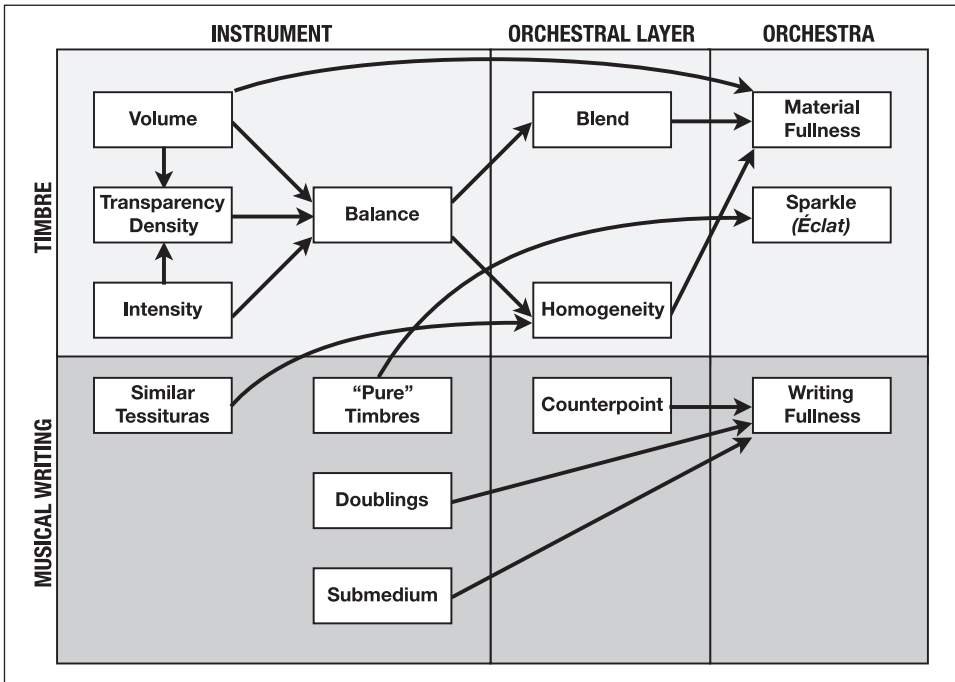 INSTRUMENT
ORCHESTRAL LAYER
ORCHESTRA
TIMBRE
Volume
Blend
Material
Fullness
Transparency
Density
Balance
Sparkle
(Éclat)
Intensity
Homogeneity
MUSICAL WRITING
Similar
Tessituras
“Pure”
Timbres
Counterpoint
Writing
Fullness
Doublings
Submedium